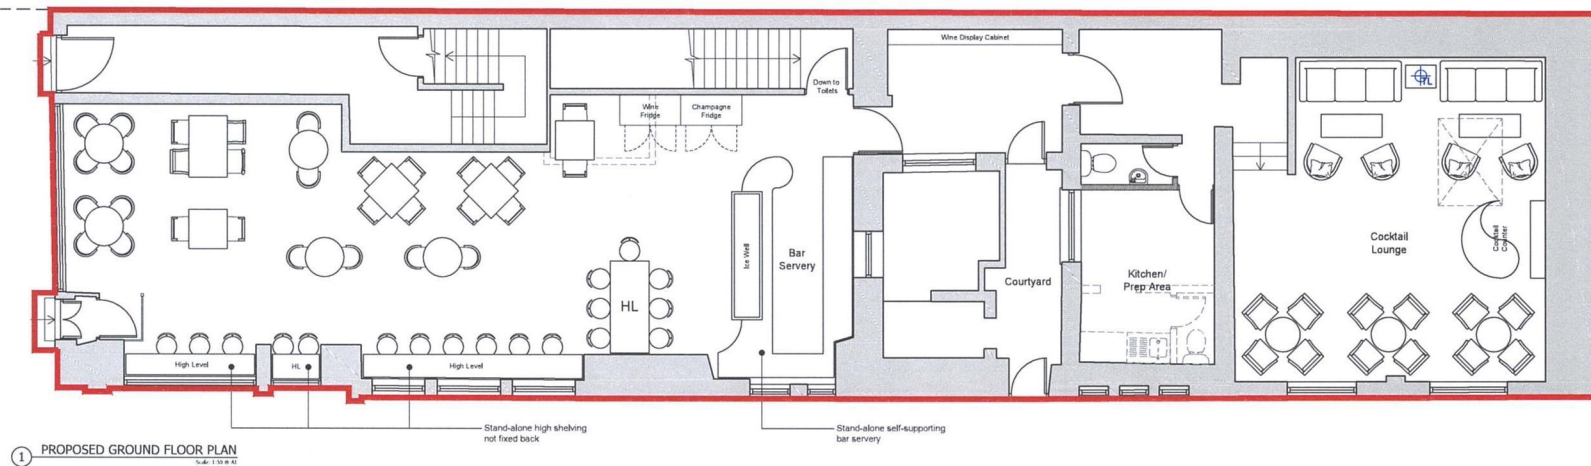 Wine Display Cabinet
Down to
Toilets
Wine
Fridge
Champagne
Fridge
Ice Well
Bar
Servery
HL
Courtyard
Kitchen/
Prep Area
Cocktail
Lounge
Cocktail
Counter
High Level
HL
High Level
Stand-alone high shelving
not fixed back
Stand-alone self-supporting
bar servery
1 PROPOSED GROUND FLOOR PLAN